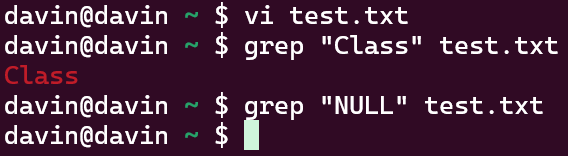 davin@davin ~ $ vi test.txt
davin@davin ~ $ grep "Class" test.txt
Class
davin@davin ~ $ grep "NULL" test.txt
davin@davin ~ $